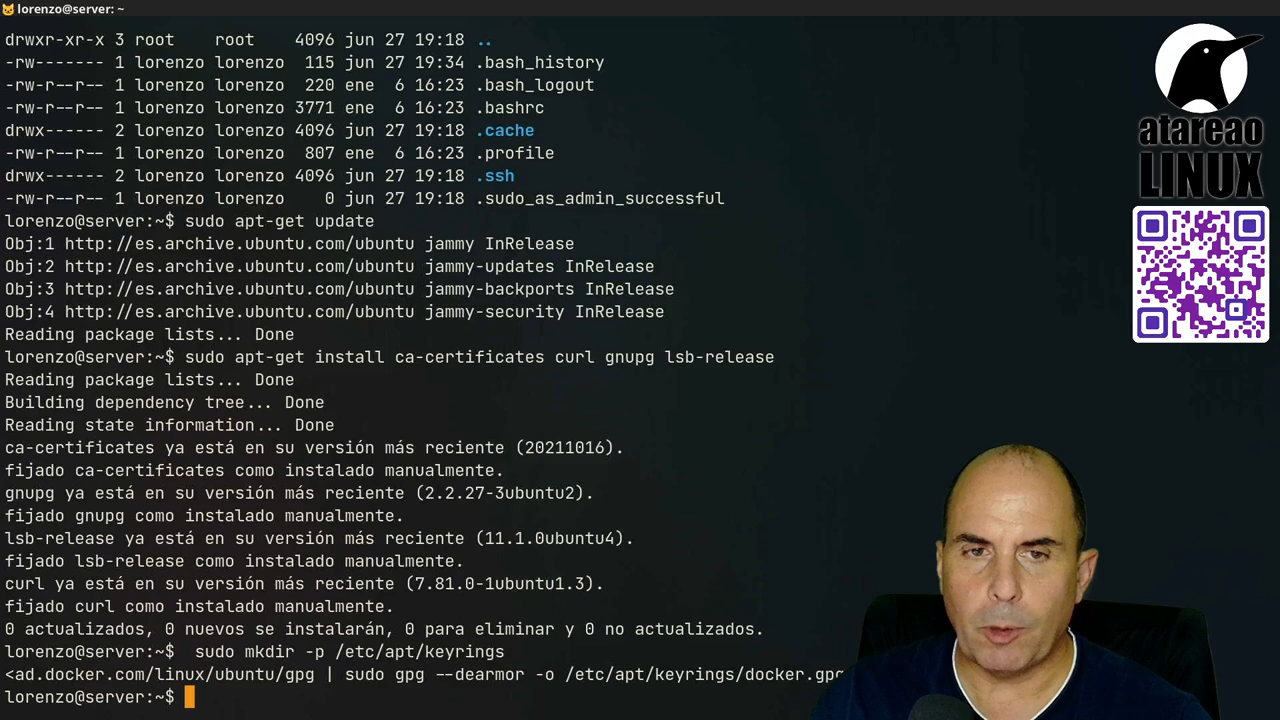 lorenzo@server: ~
drwxr-xr-x 3 root    root    4096 jun 27 19:18 ..
-rw------- 1 lorenzo lorenzo  115 jun 27 19:34 .bash_history
-rw-r--r-- 1 lorenzo lorenzo  220 ene  6 16:23 .bash_logout
-rw-r--r-- 1 lorenzo lorenzo 3771 ene  6 16:23 .bashrc
drwx------ 2 lorenzo lorenzo 4096 jun 27 19:18 .cache
-rw-r--r-- 1 lorenzo lorenzo  807 ene  6 16:23 .profile
drwx------ 2 lorenzo lorenzo 4096 jun 27 19:18 .ssh
-rw-r--r-- 1 lorenzo lorenzo    0 jun 27 19:18 .sudo_as_admin_successful
lorenzo@server:~$ sudo apt-get update
Obj:1 http://es.archive.ubuntu.com/ubuntu jammy InRelease
Obj:2 http://es.archive.ubuntu.com/ubuntu jammy-updates InRelease
Obj:3 http://es.archive.ubuntu.com/ubuntu jammy-backports InRelease
Obj:4 http://es.archive.ubuntu.com/ubuntu jammy-security InRelease
Reading package lists... Done
lorenzo@server:~$ sudo apt-get install ca-certificates curl gnupg lsb-release
Reading package lists... Done
Building dependency tree... Done
Reading state information... Done
ca-certificates ya está en su versión más reciente (20211016).
fijado ca-certificates como instalado manualmente.
gnupg ya está en su versión más reciente (2.2.27-3ubuntu2).
fijado gnupg como instalado manualmente.
lsb-release ya está en su versión más reciente (11.1.0ubuntu4).
fijado lsb-release como instalado manualmente.
curl ya está en su versión más reciente (7.81.0-1ubuntu1.3).
fijado curl como instalado manualmente.
0 actualizados, 0 nuevos se instalarán, 0 para eliminar y 0 no actualizados.
lorenzo@server:~$  sudo mkdir -p /etc/apt/keyrings
<ad.docker.com/linux/ubuntu/gpg | sudo gpg --dearmor -o /etc/apt/keyrings/docker.gpg
lorenzo@server:~$
atareao
LINUX